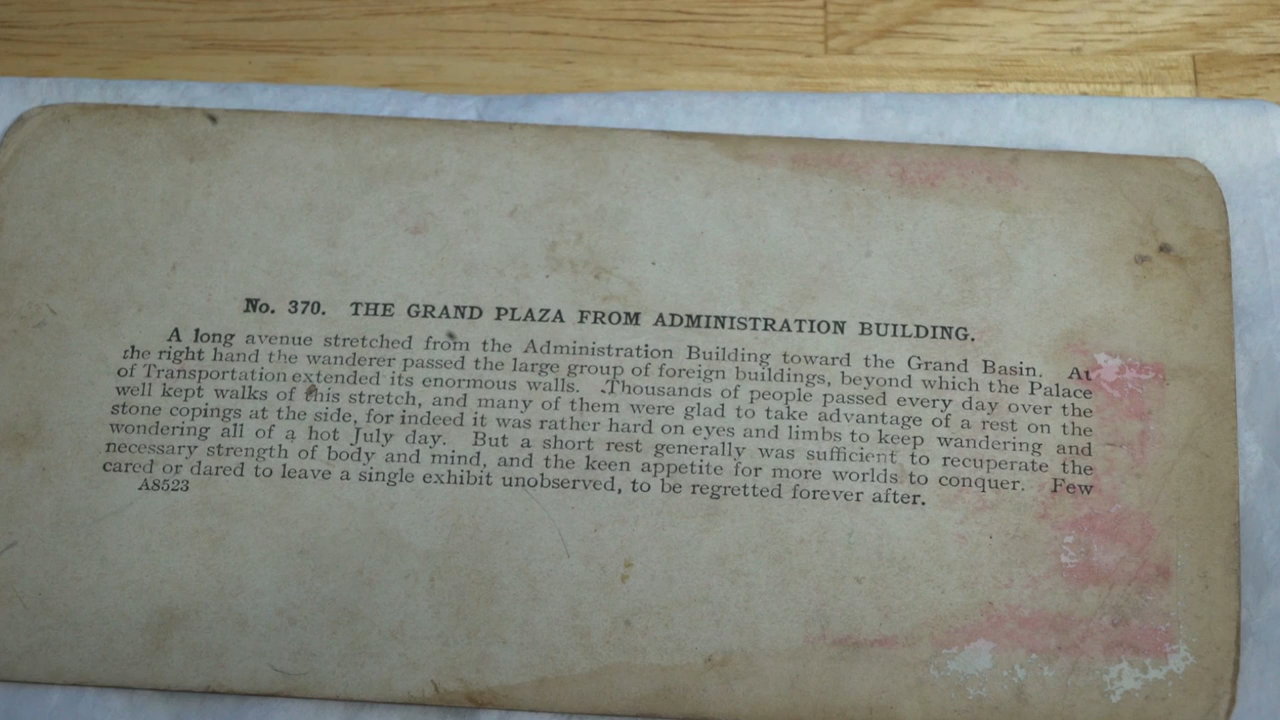 No. 370. THE GRAND PLAZA FROM ADMINISTRATION BUILDING.
A long avenue stretched from the Administration Building toward the Grand Basin. At
the right hand the wanderer passed the large group of foreign buildings, beyond which the Palace
of Transportation extended its enormous walls. .Thousands of people passed every day over the
well kept walks of this stretch, and many of them were glad to take advantage of a rest on the
stone copings at the side, for indeed it was rather hard on eyes and limbs to keep wandering and
wondering all of a hot July day. But a short rest generally was sufficient to recuperate the
necessary strength of body and mind, and the keen appetite for more worlds to conquer. Few
cared or dared to leave a single exhibit unobserved, to be regretted forever after.
A8523